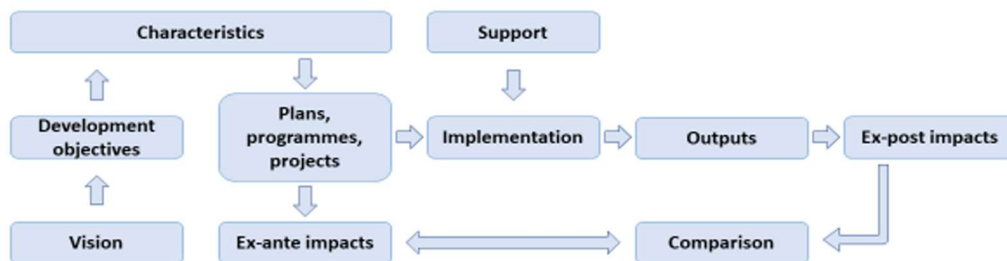 Characteristics
Support
Development
objectives
Plans,
programmes,
projects
Implementation
Outputs
Ex-post impacts
Vision
Ex-ante impacts
Comparison